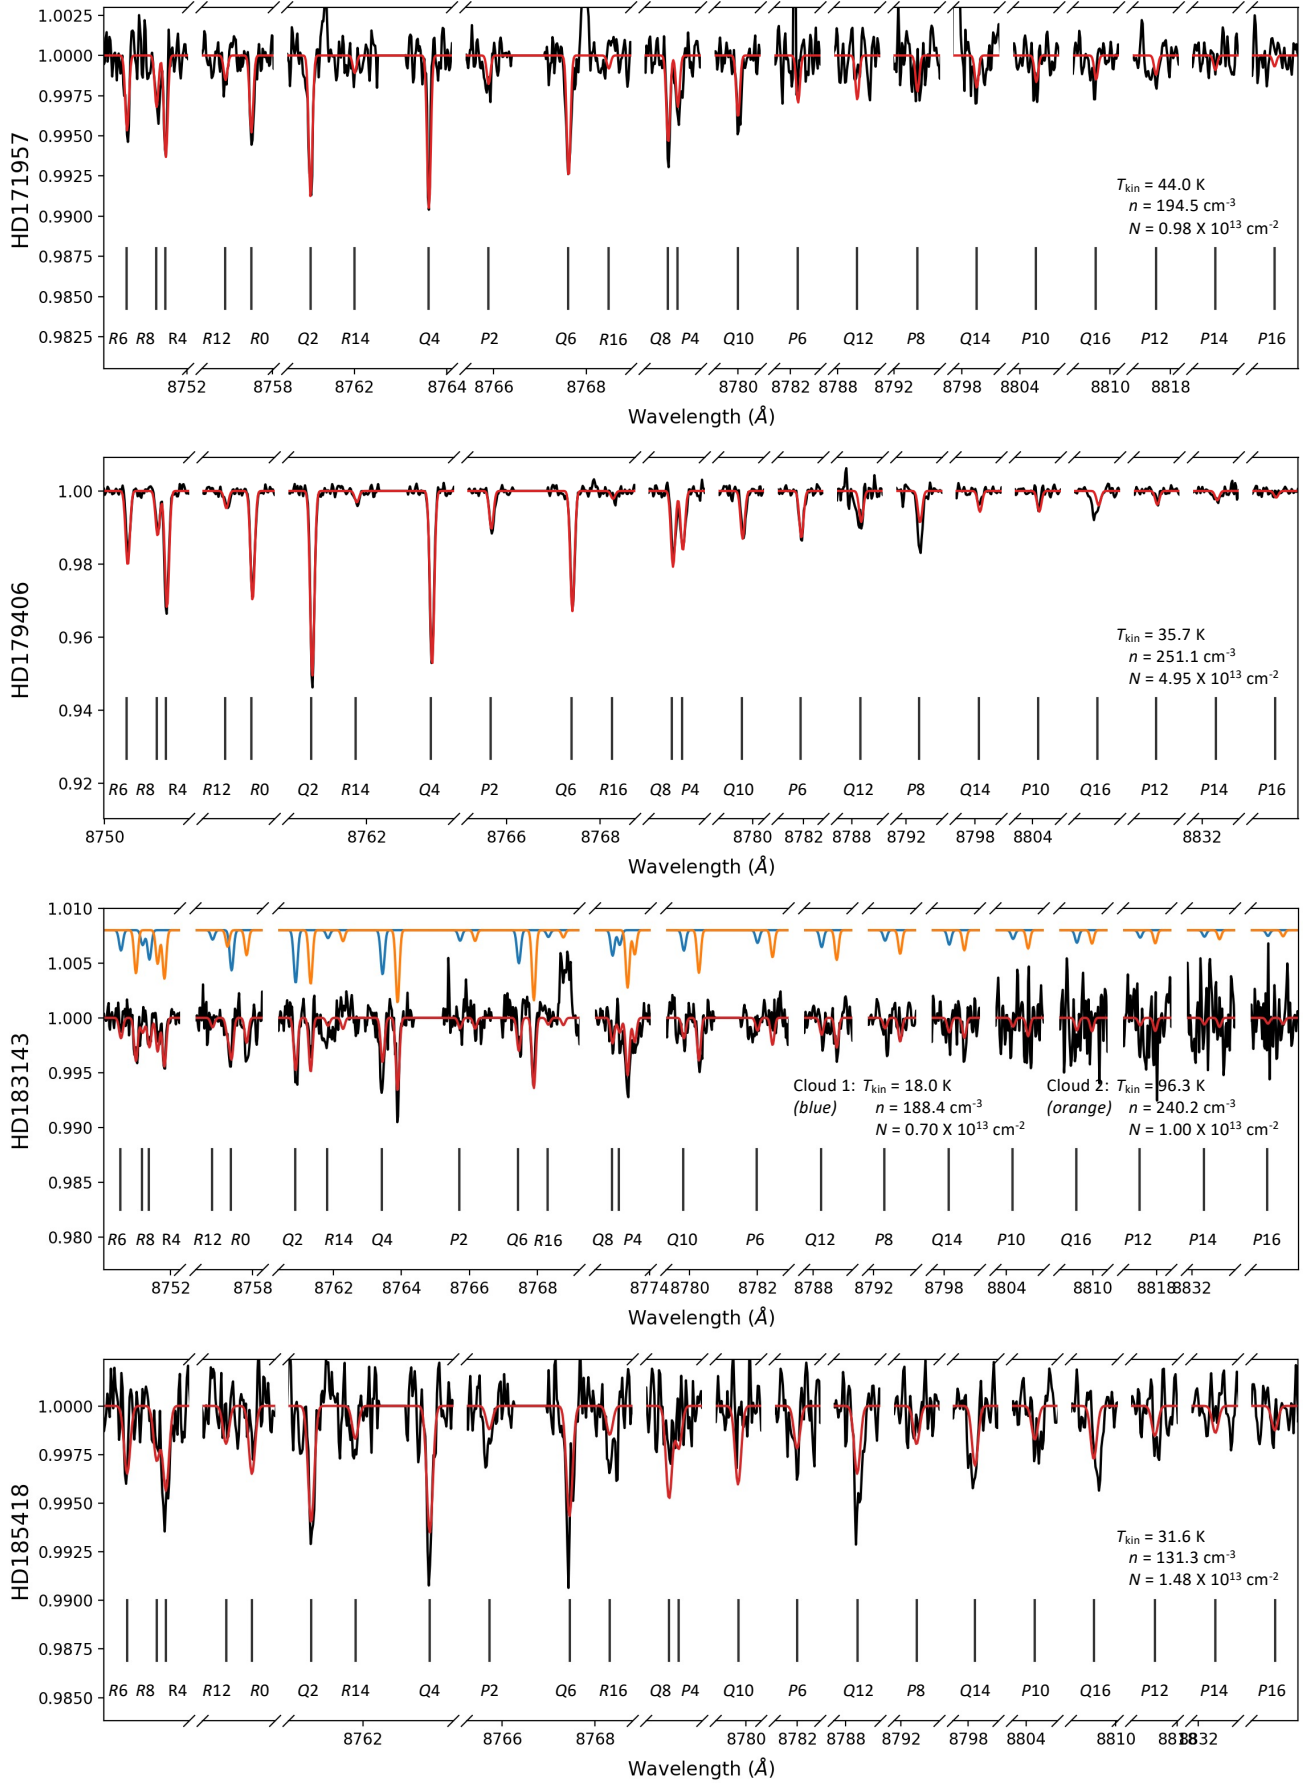 HD171957
1.0025
1.0000
0.9975
0.9950
0.9925
0.9900
0.9875
0.9850
0.9825
Tkin = 44.0 K
n = 194.5 cm-3
N = 0.98 X 10^13 cm-2
R6 R8 R4 R12 R0 Q2 R14 Q4 P2 Q6 R16 Q8 P4 Q10 P6 Q12 P8 Q14 P10 Q16 P12 P14 P16
8752 8758 8762 8764 8766 8768 8780 8782 8788 8792 8798 8804 8810 8818
Wavelength (Å)
HD179406
1.00
0.98
0.96
0.94
0.92
Tkin = 35.7 K
n = 251.1 cm-3
N = 4.95 X 10^13 cm-2
R6 R8 R4 R12 R0 Q2 R14 Q4 P2 Q6 R16 Q8 P4 Q10 P6 Q12 P8 Q14 P10 Q16 P12 P14 P16
8750 8762 8766 8768 8780 8782 8788 8792 8798 8804 8832
Wavelength (Å)
HD183143
1.010
1.005
1.000
0.995
0.990
0.985
0.980
Cloud 1: Tkin = 18.0 K Cloud 2: Tkin = 96.3 K
(blue) n = 188.4 cm-3 (orange) n = 240.2 cm-3
N = 0.70 X 10^13 cm-2 N = 1.00 X 10^13 cm-2
R6 R8 R4 R12 R0 Q2 R14 Q4 P2 Q6 R16 Q8 P4 Q10 P6 Q12 P8 Q14 P10 Q16 P12 P14 P16
8752 8758 8762 8764 8766 8768 8774 8780 8782 8788 8792 8798 8804 8810 8818 8832
Wavelength (Å)
HD185418
1.0000
0.9975
0.9950
0.9925
0.9900
0.9875
0.9850
Tkin = 31.6 K
n = 131.3 cm-3
N = 1.48 X 10^13 cm-2
R6 R8 R4 R12 R0 Q2 R14 Q4 P2 Q6 R16 Q8 P4 Q10 P6 Q12 P8 Q14 P10 Q16 P12 P14 P16
8762 8766 8768 8780 8782 8788 8792 8798 8804 8810 8818 8832
Wavelength (Å)